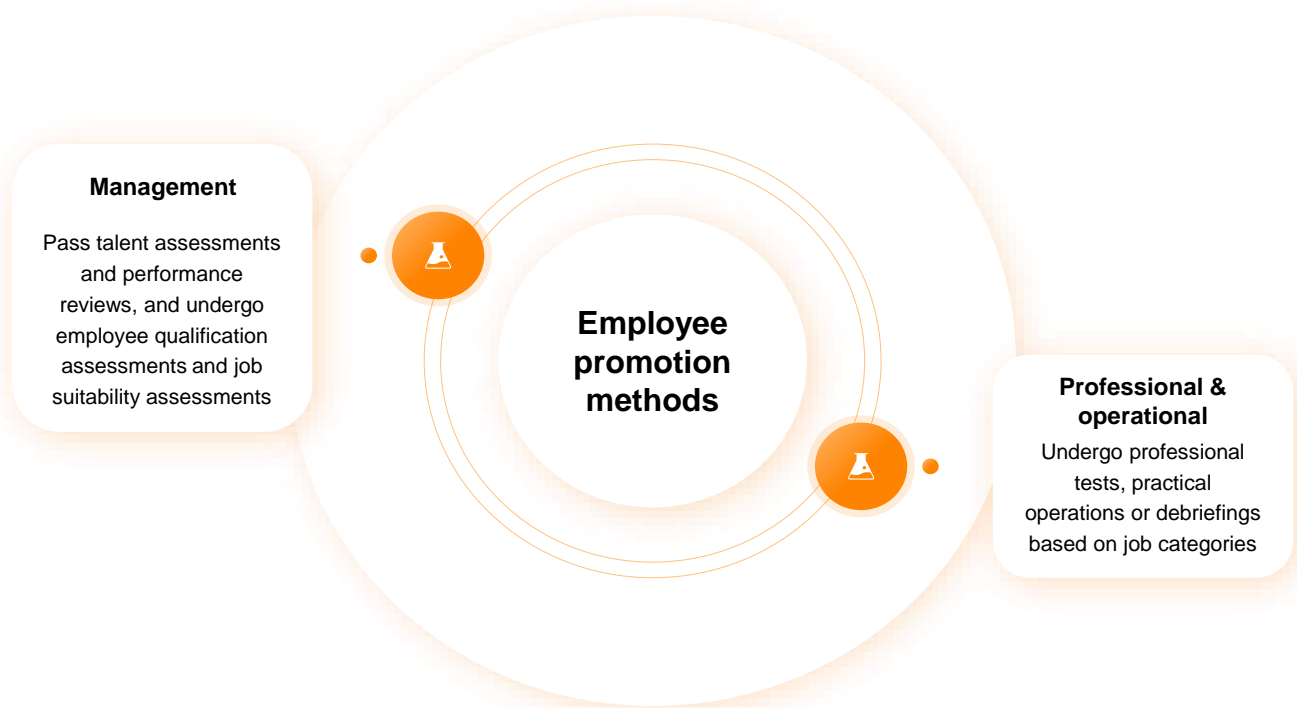 Management
Pass talent assessments
and performance
reviews, and undergo
employee qualification
assessments and job
suitability assessments
Employee
promotion
methods
Professional &
operational
Undergo professional
tests, practical
operations or debriefings
based on job categories